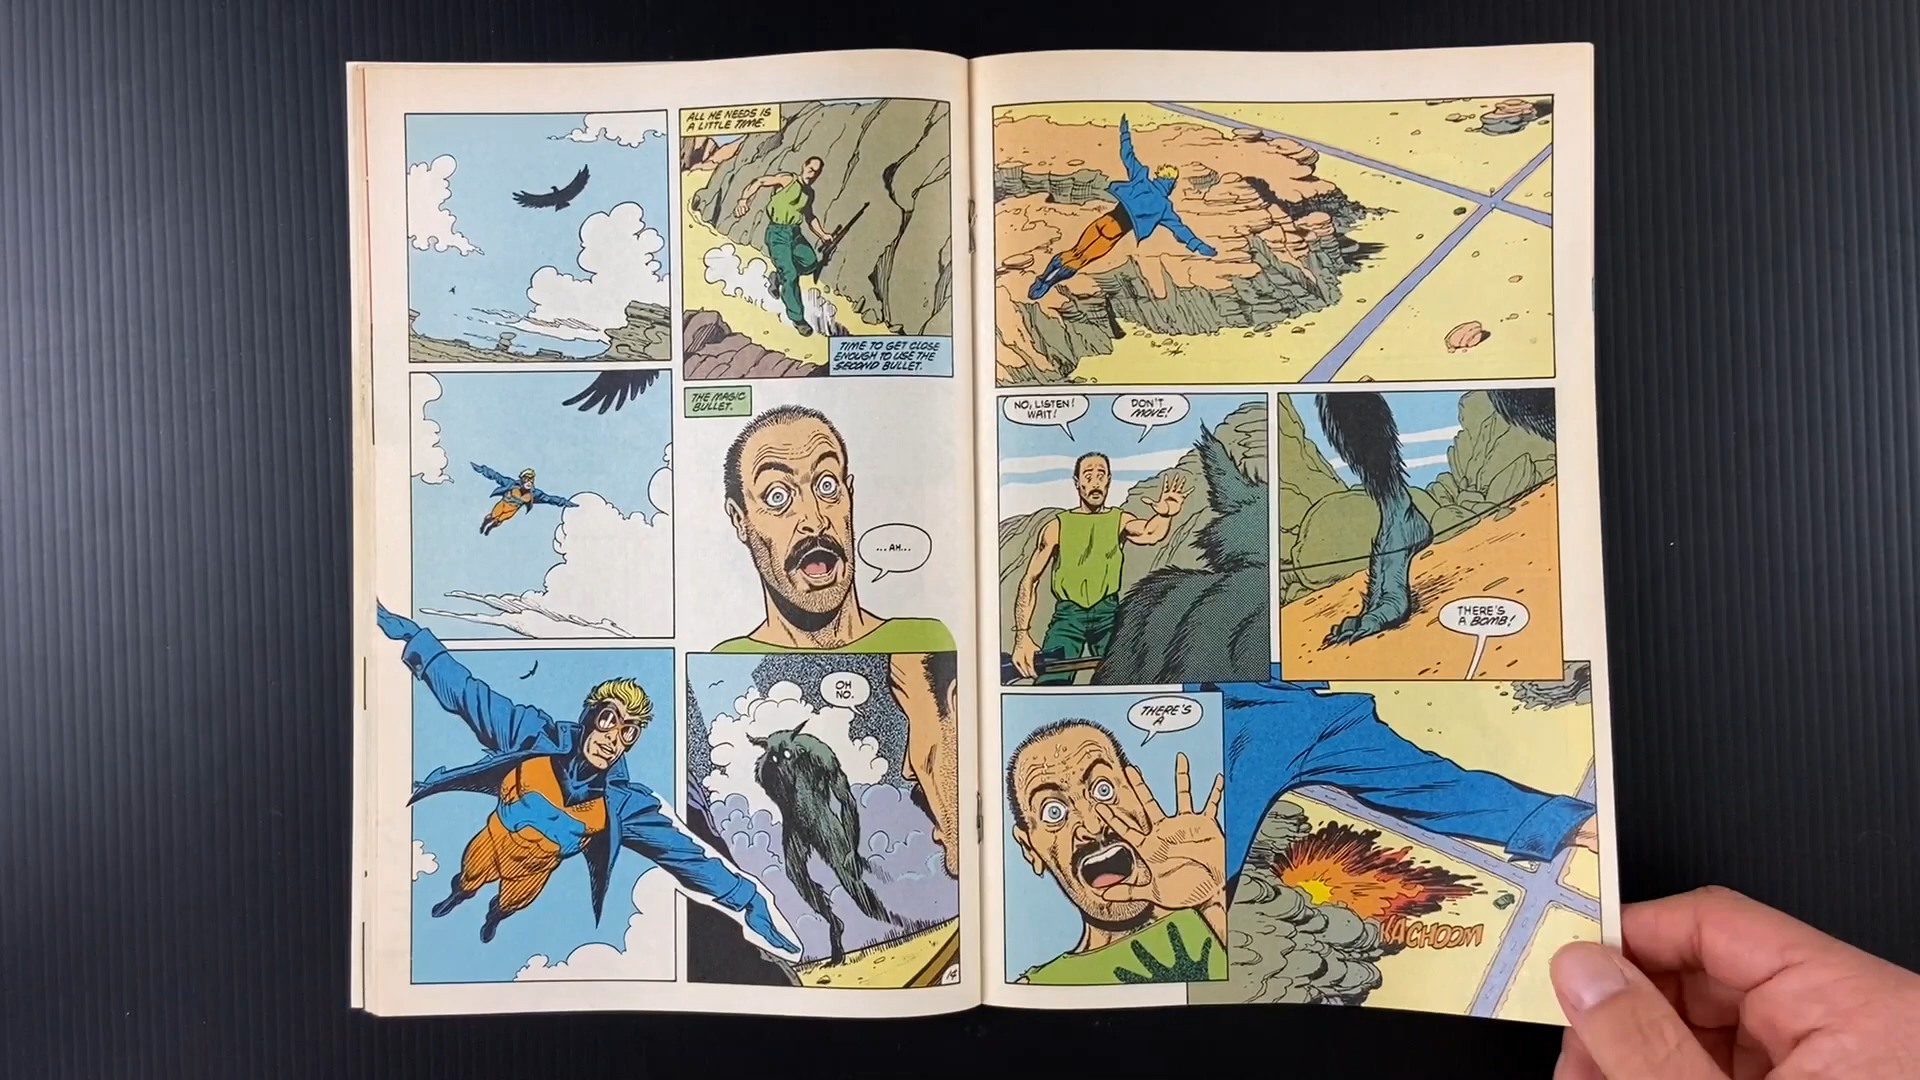 ALL HE NEEDS IS
A LITTLE TIME.
TIME TO GET CLOSE
ENOUGH TO USE THE
SECOND BULLET.
THE MAGIC
BULLET.
...AH...
OH
NO.
14
NO, LISTEN!
WAIT!
DON'T
MOVE!
THERE'S
A BOMB!
THERE'S
A
KACHOOM